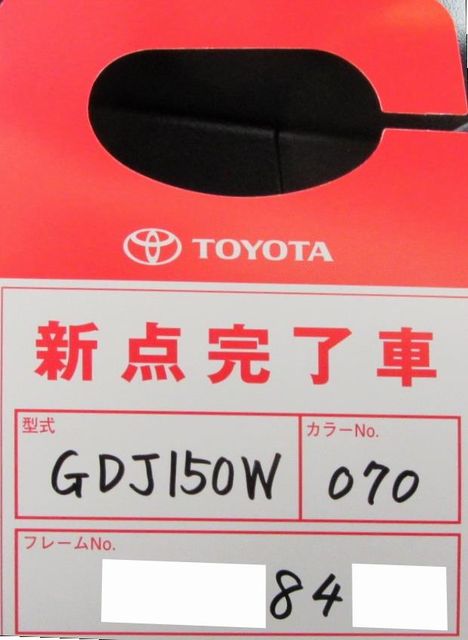 TOYOTA
新点完了車
型式
GDJ150W
カラーNo.
070
フレームNo.
84